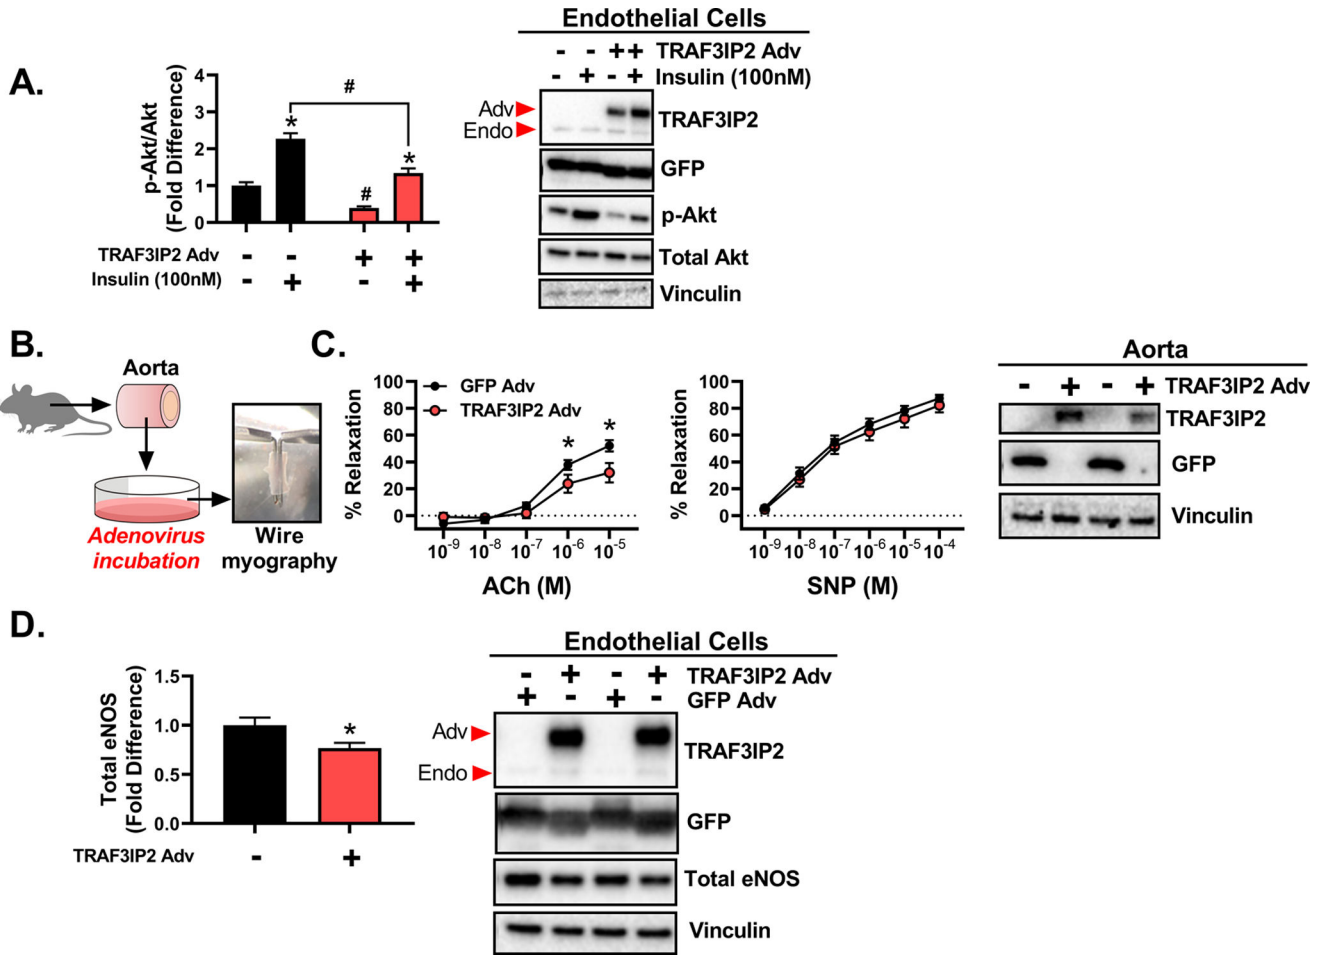 Endothelial Cells
A.
4
3
2
1
0
p-Akt/Akt
(Fold Difference)
#
*
#
*
TRAF3IP2 Adv - - + +
Insulin (100nM) - + - +
- - + + TRAF3IP2 Adv
- + - + Insulin (100nM)
Adv
Endo
TRAF3IP2
GFP
p-Akt
Total Akt
Vinculin
B.
Aorta
Adenovirus
incubation
Wire
myography
C.
% Relaxation
100
80
60
40
20
0
GFP Adv
TRAF3IP2 Adv
* *
10-9 10-8 10-7 10-6 10-5
ACh (M)
% Relaxation
100
80
60
40
20
0
10-9 10-8 10-7 10-6 10-5 10-4
SNP (M)
Aorta
- + - + TRAF3IP2 Adv
TRAF3IP2
GFP
Vinculin
D.
Total eNOS
(Fold Difference)
1.5
1.0
0.5
0.0
*
TRAF3IP2 Adv - +
Endothelial Cells
- + - + TRAF3IP2 Adv
+ - + - GFP Adv
Adv
Endo
TRAF3IP2
GFP
Total eNOS
Vinculin